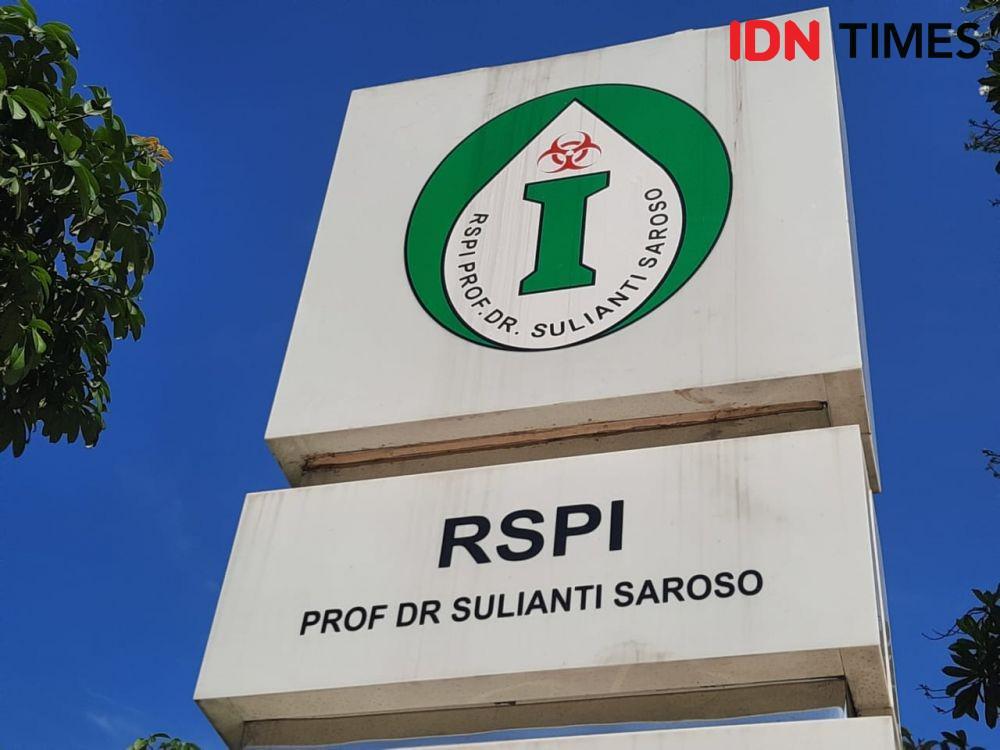 IDN TIMES
I
RSPI PROF.DR. SULIANTI SAROSO
RSPI
PROF DR SULIANTI SAROSO